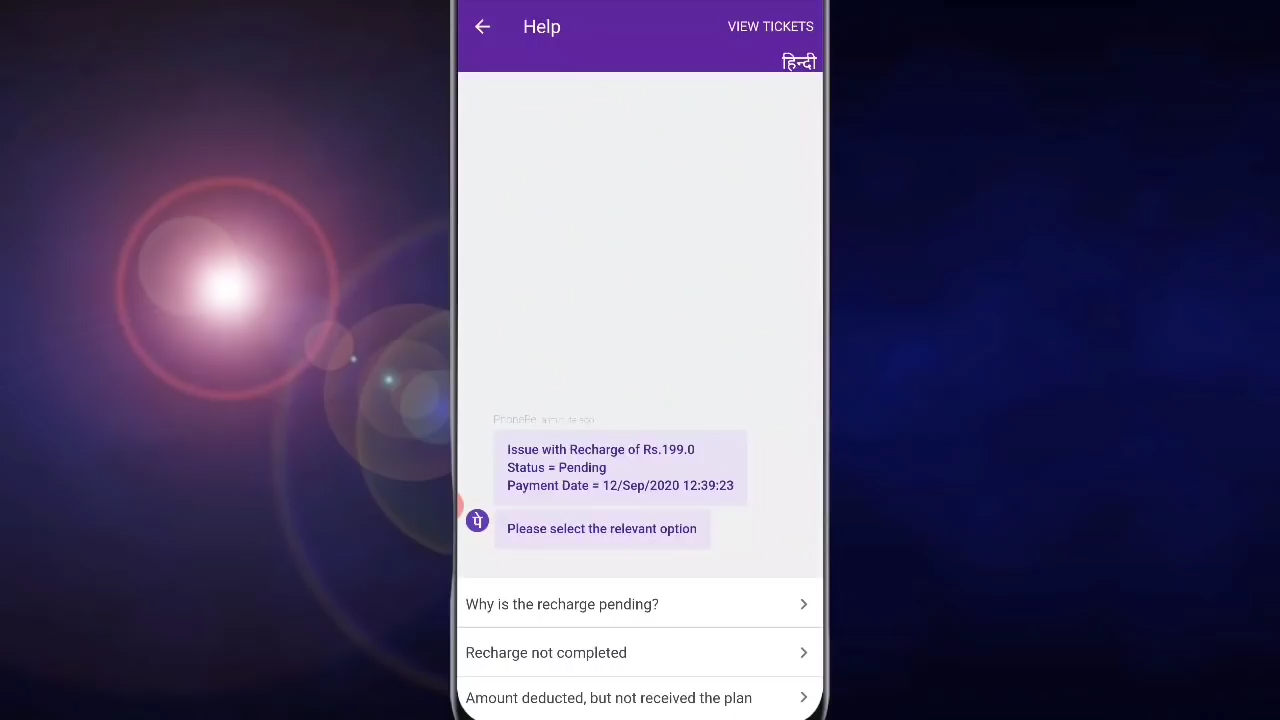 Help
VIEW TICKETS
हिन्दी
PhonePe
Issue with Recharge of Rs.199.0
Status = Pending
Payment Date = 12/Sep/2020 12:39:23
पे
Please select the relevant option
Why is the recharge pending?
Recharge not completed
Amount deducted, but not received the plan